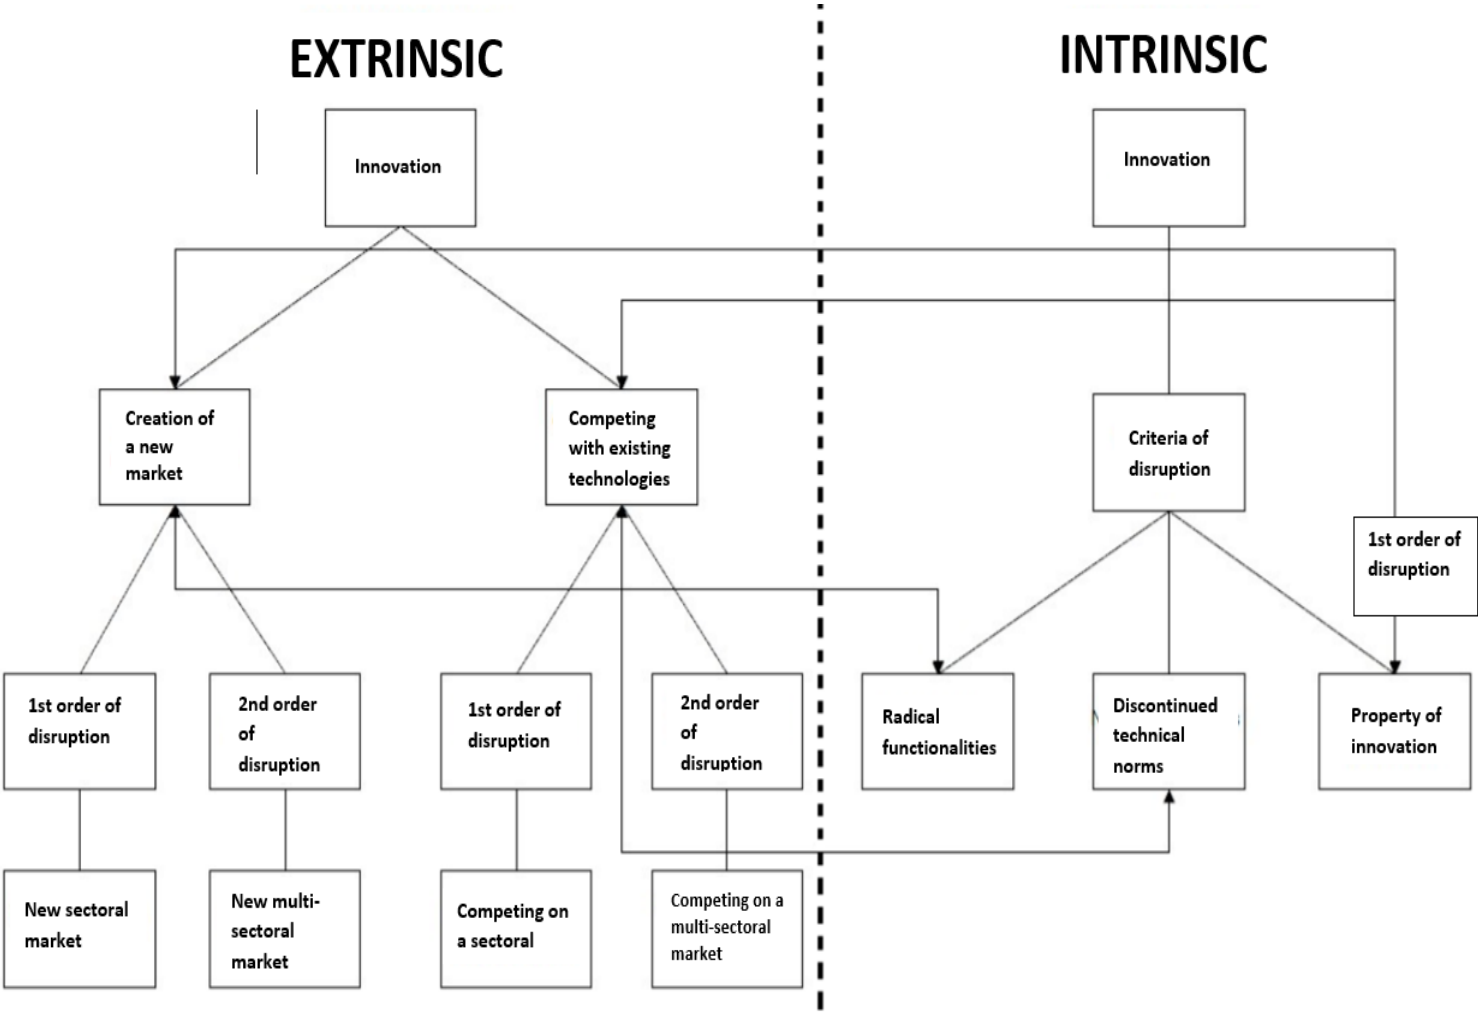 EXTRINSIC
INTRINSIC
Innovation
Innovation
Creation of
a new
market
Competing
with existing
technologies
Criteria of
disruption
1st order of
disruption
1st order of
disruption
2nd order
of
disruption
1st order of
disruption
2nd order
of
disruption
Radical
functionalities
Discontinued
technical
norms
Property of
innovation
New sectoral
market
New multi-
sectoral
market
Competing on
a sectoral
Competing on a
multi-sectoral
market